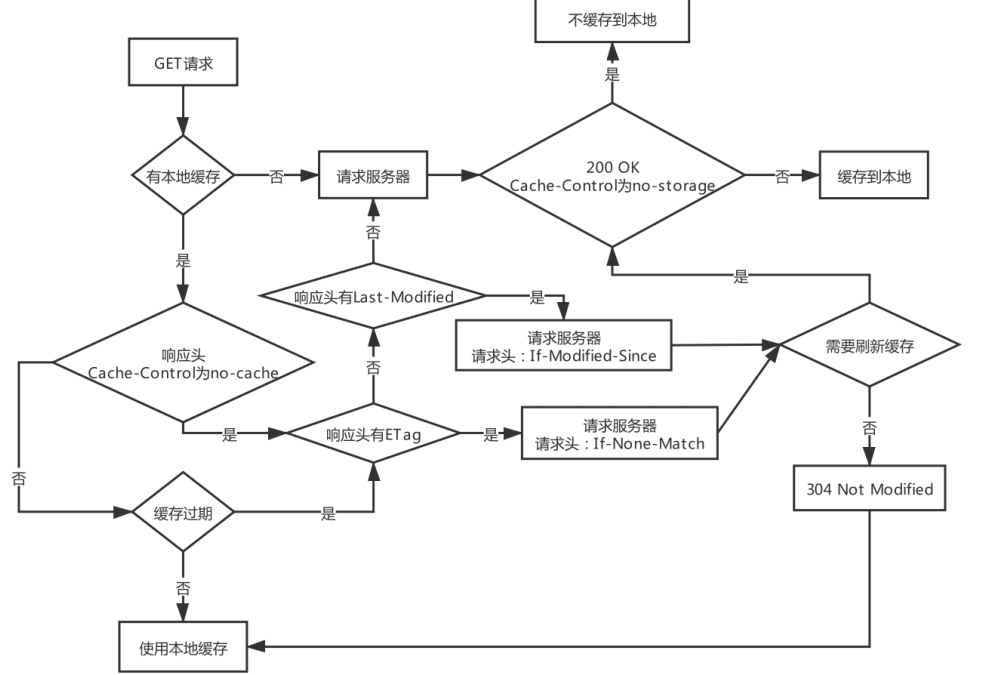 不缓存到本地
GET请求
是
有本地缓存
否
请求服务器
200 OK
Cache-Control为no-storage
否
缓存到本地
否
是
是
响应头有Last-Modified
是
请求服务器
请求头：If-Modified-Since
需要刷新缓存
响应头
Cache-Control为no-cache
否
是
响应头有ETag
是
请求服务器
请求头：If-None-Match
否
否
304 Not Modified
缓存过期
是
否
使用本地缓存